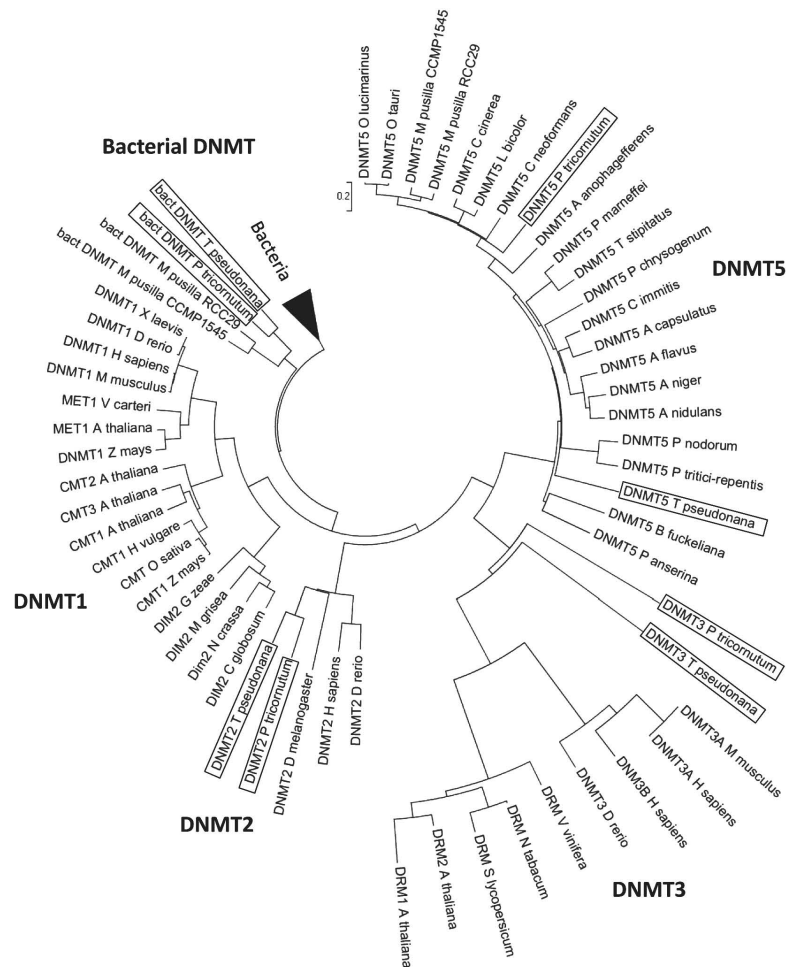 Bacterial DNMT
bact DNMT T pseudonana
bact DNMT P tricornutum
bact DNMT M pusilla RCC29
bact DNMT M pusilla CCMP1545
Bacteria
0.2
DNMT5 O lucimarinus
DNMT5 O tauri
DNMT5 M pusilla CCMP1545
DNMT5 M pusilla RCC29
DNMT5 C cinerea
DNMT5 L bicolor
DNMT5 C neoformans
DNMT5 P tricornutum
DNMT5 A anophagefferens
DNMT5 P marneffei
DNMT5 T stipitatus
DNMT5 P chrysogenum
DNMT5 C immitis
DNMT5 A capsulatus
DNMT5 A flavus
DNMT5 A niger
DNMT5 A nidulans
DNMT5 P nodorum
DNMT5 P tritici-repentis
DNMT5 T pseudonana
DNMT5 B fuckeliana
DNMT5 P anserina
DNMT5
DNMT3 P tricornutum
DNMT3 T pseudonana
DNMT3A M musculus
DNMT3A H sapiens
DNM3B H sapiens
DNMT3 D rerio
DRM V vinifera
DRM N tabacum
DRM S lycopersicum
DRM2 A thaliana
DRM1 A thaliana
DNMT3
DNMT2 D rerio
DNMT2 H sapiens
DNMT2 D melanogaster
DNMT2 P tricornutum
DNMT2 T pseudonana
DNMT2
DIM2 C globosum
Dim2 N crassa
DIM2 M grisea
DIM2 G zeae
CMT1 Z mays
CMT O sativa
CMT1 H vulgare
CMT1 A thaliana
CMT3 A thaliana
CMT2 A thaliana
DNMT1 Z mays
MET1 A thaliana
MET1 V carteri
DNMT1 M musculus
DNMT1 H sapiens
DNMT1 D rerio
DNMT1 X laevis
DNMT1